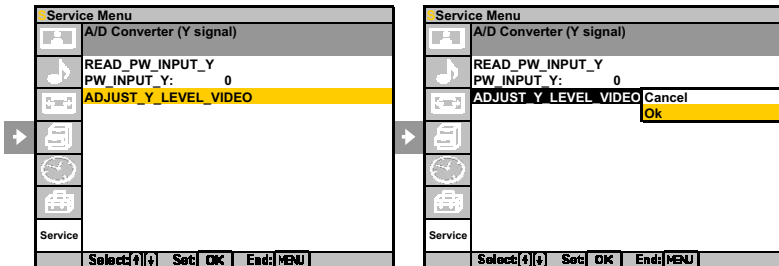 Service Menu
A/D Converter (Y signal)
READ_PW_INPUT_Y
PW_INPUT_Y: 0
ADJUST_Y_LEVEL_VIDEO
Service
Select: Set: OK End: MENU
Service Menu
A/D Converter (Y signal)
READ_PW_INPUT_Y
PW_INPUT_Y: 0
ADJUST_Y_LEVEL_VIDEO
Cancel
Ok
Service
Select: Set: OK End: MENU